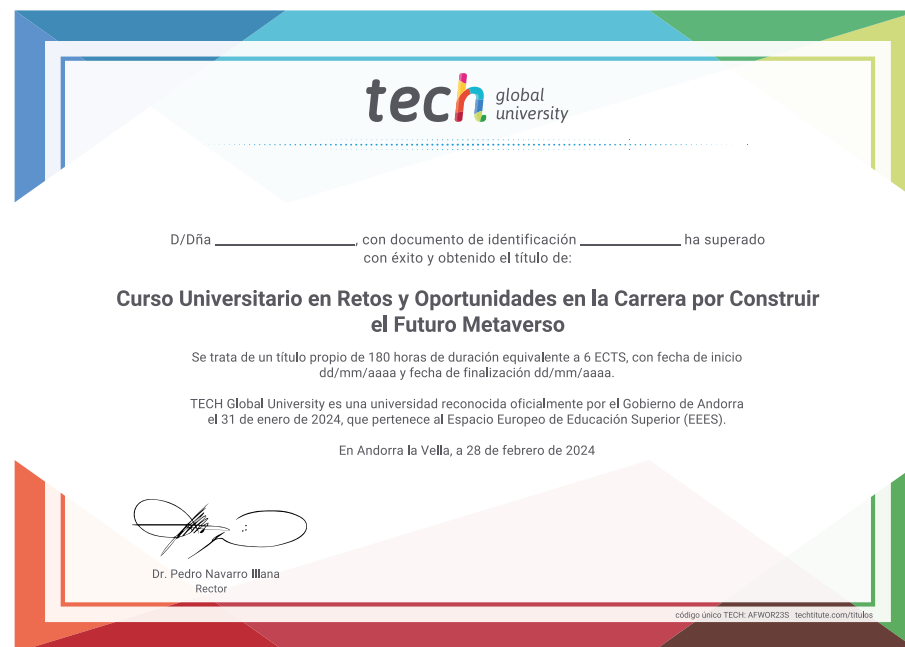 tech global
university
D/Dña ____________, con documento de identificación ____________ ha superado
con éxito y obtenido el título de:
Curso Universitario en Retos y Oportunidades en la Carrera por Construir
el Futuro Metaverso
Se trata de un título propio de 180 horas de duración equivalente a 6 ECTS, con fecha de inicio
dd/mm/aaaa y fecha de finalización dd/mm/aaaa.
TECH Global University es una universidad reconocida oficialmente por el Gobierno de Andorra
el 31 de enero de 2024, que pertenece al Espacio Europeo de Educación Superior (EEES).
En Andorra la Vella, a 28 de febrero de 2024
Dr. Pedro Navarro Illana
Rector
código único TECH: AFWOR23S techtitute.com/titulos